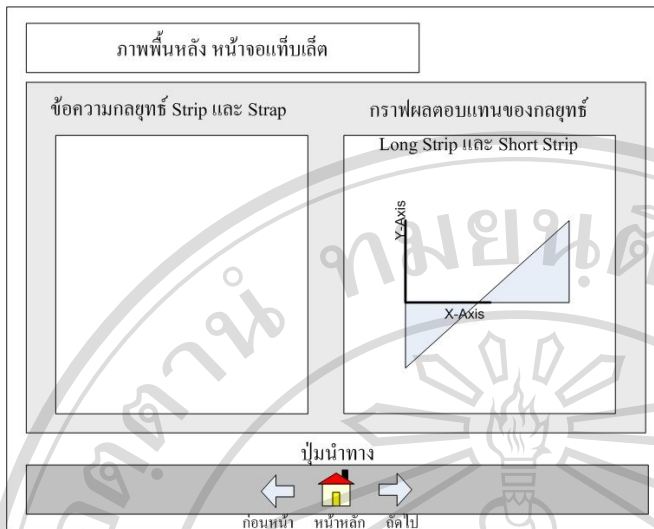 ภาพพื้นหลัง หน้าจอแท็บเล็ต
ข้อความกลยุทธ์ Strip และ Strap
กราฟผลตอบแทนของกลยุทธ์
Long Strip และ Short Strip
Y-Axis
X-Axis
ปุ่มนำทาง
ก่อนหน้า หน้าหลัก ถัดไป